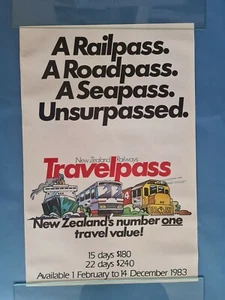 A Railpass.
A Roadpass.
A Seapass.
Unsurpassed.
New Zealand Railways
Travelpass
New Zealand's number one
travel value!
15 days $180
22 days $240
Available 1 February to 14 December 1983